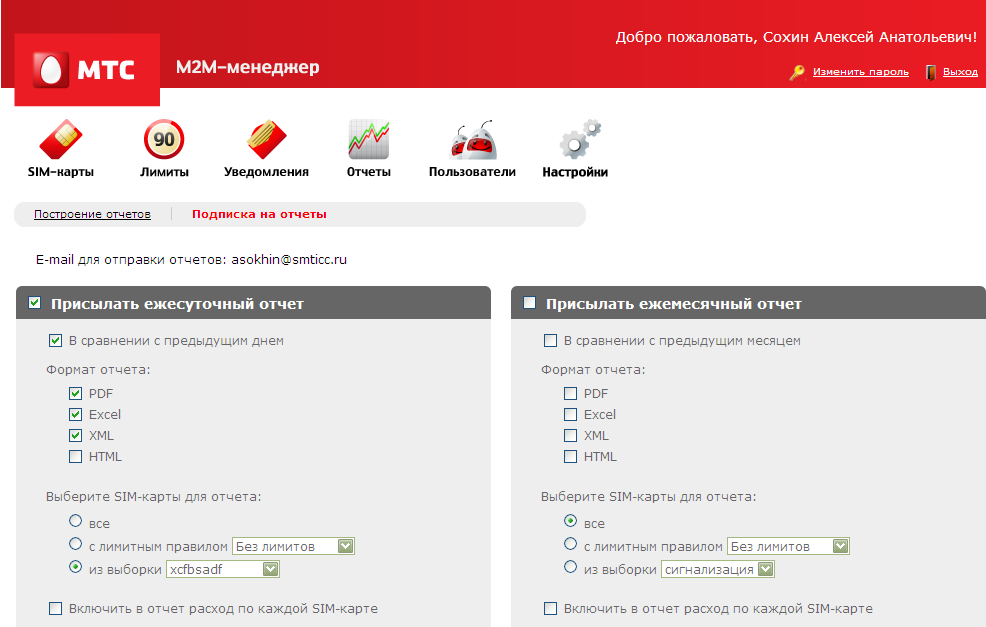 Добро пожаловать, Сохин Алексей Анатольевич!
МТС
М2М-менеджер
Изменить пароль Выход
90
SIM-карты Лимиты Уведомления Отчеты Пользователи Настройки
Построение отчетов Подписка на отчеты
E-mail для отправки отчетов: asokhin@smticc.ru
Присылать ежесуточный отчет
В сравнении с предыдущим днем
Формат отчета:
PDF
Excel
XML
HTML
Выберите SIM-карты для отчета:
все
с лимитным правилом Без лимитов
из выборки xcfbsadf
Включить в отчет расход по каждой SIM-карте
Присылать ежемесячный отчет
В сравнении с предыдущим месяцем
Формат отчета:
PDF
Excel
XML
HTML
Выберите SIM-карты для отчета:
все
с лимитным правилом Без лимитов
из выборки сигнализация
Включить в отчет расход по каждой SIM-карте